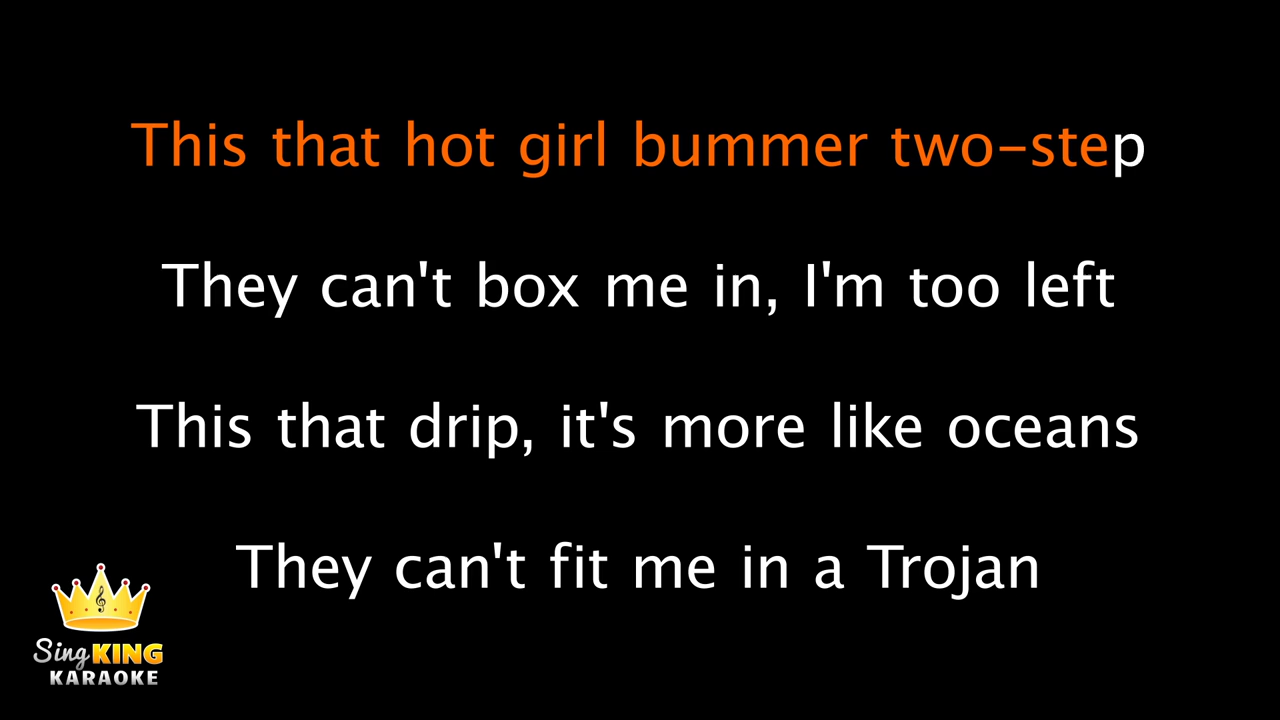 This that hot girl bummer two-step
They can't box me in, I'm too left
This that drip, it's more like oceans
They can't fit me in a Trojan
Sing KING
KARAOKE